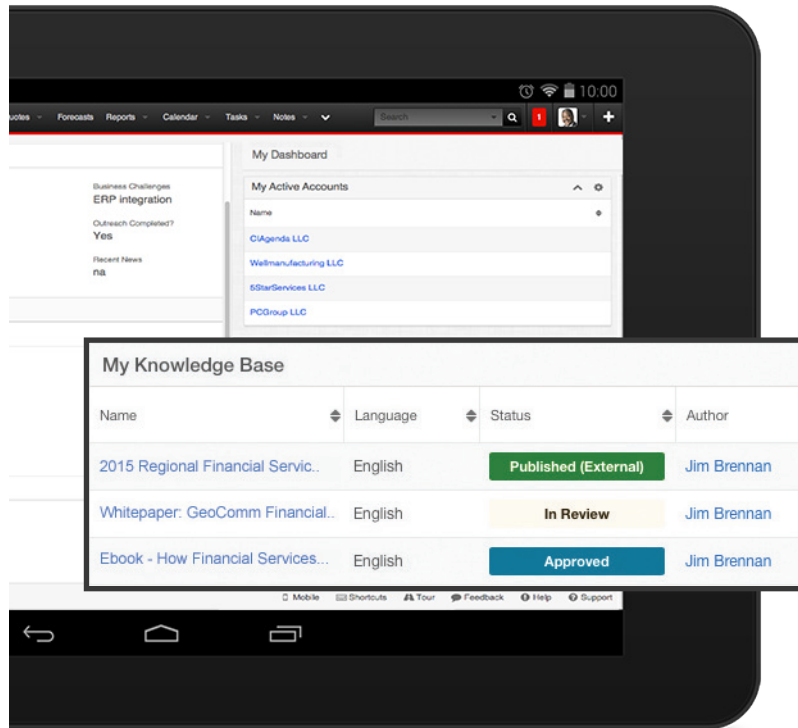 10:00
uotes Forecasts Reports Calendar Tasks Notes Search 1
My Dashboard
Business Challenges
ERP integration
Outreach Completed?
Yes
Recent News
na
My Active Accounts
Name
CIAgenda LLC
Wellmanufacturing LLC
5StarServices LLC
PCGroup LLC
My Knowledge Base
Name Language Status Author
2015 Regional Financial Servic.. English Published (External) Jim Brennan
Whitepaper: GeoComm Financial.. English In Review Jim Brennan
Ebook - How Financial Services... English Approved Jim Brennan
Mobile Shortcuts Tour Feedback Help Support